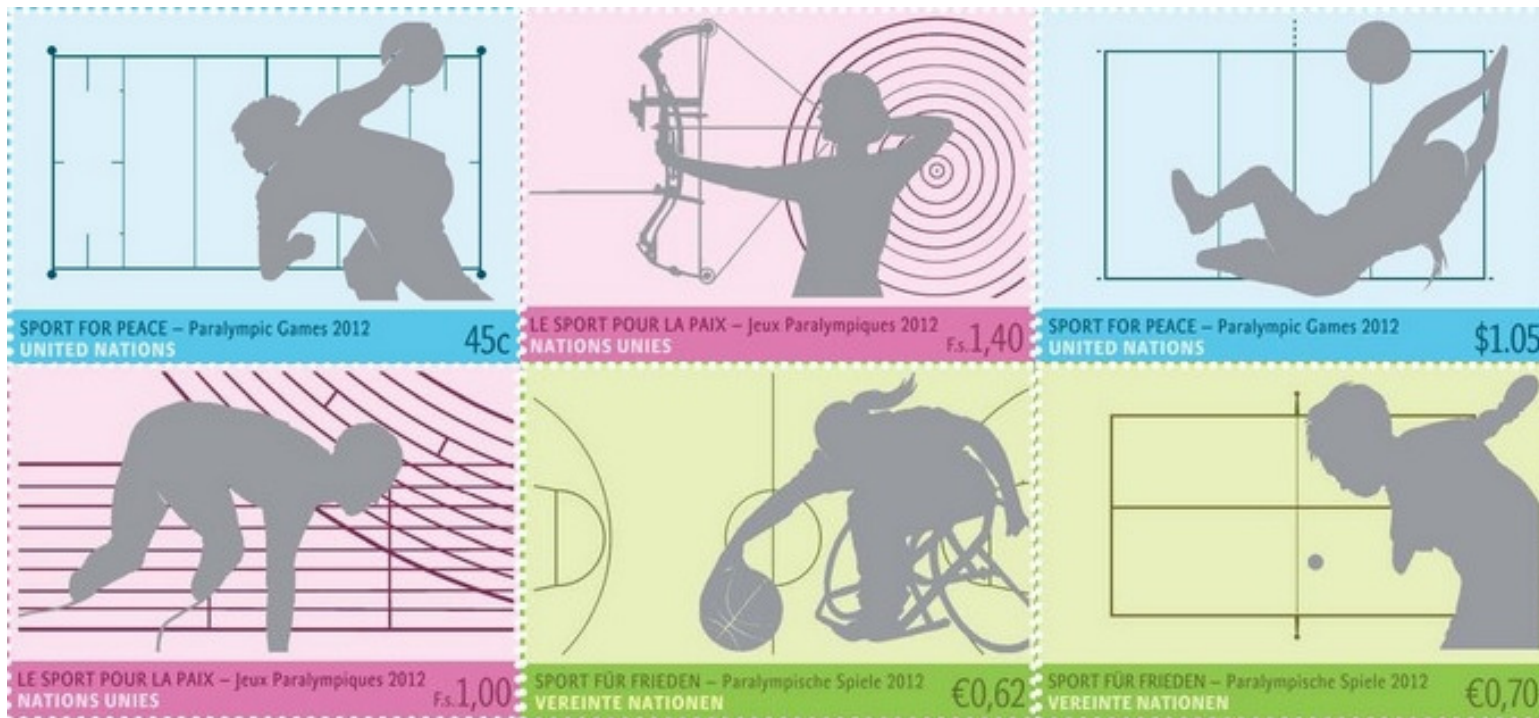 SPORT FOR PEACE – Paralympic Games 2012
UNITED NATIONS
45c
LE SPORT POUR LA PAIX – Jeux Paralympiques 2012
NATIONS UNIES
F.s.1,40
SPORT FOR PEACE – Paralympic Games 2012
UNITED NATIONS
$1.05
LE SPORT POUR LA PAIX – Jeux Paralympiques 2012
NATIONS UNIES
F.s.1,00
SPORT FÜR FRIEDEN – Paralympische Spiele 2012
VEREINTE NATIONEN
€0,62
SPORT FÜR FRIEDEN – Paralympische Spiele 2012
VEREINTE NATIONEN
€0,70